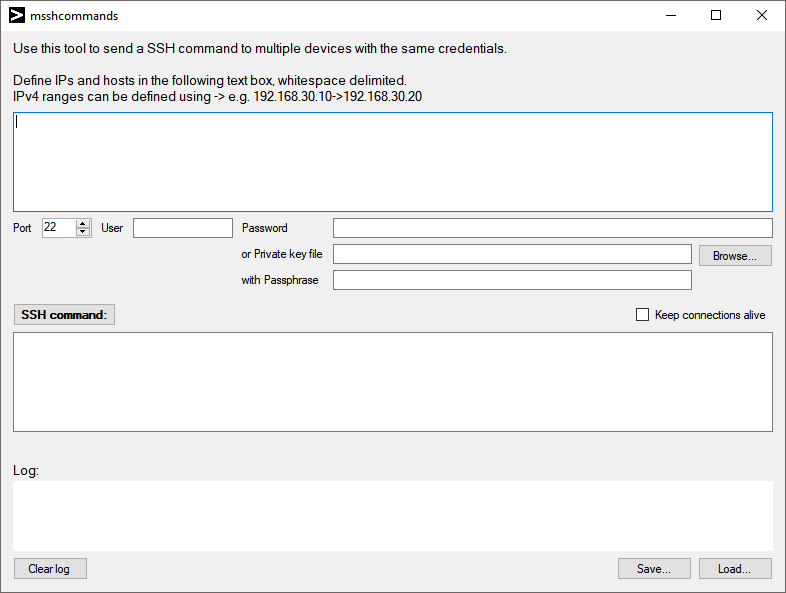 msshcommands
Use this tool to send a SSH command to multiple devices with the same credentials.
Define IPs and hosts in the following text box, whitespace delimited.
IPv4 ranges can be defined using -> e.g. 192.168.30.10->192.168.30.20
Port 22 User Password
or Private key file Browse...
with Passphrase
SSH command: Keep connections alive
Log:
Clear log Save... Load...